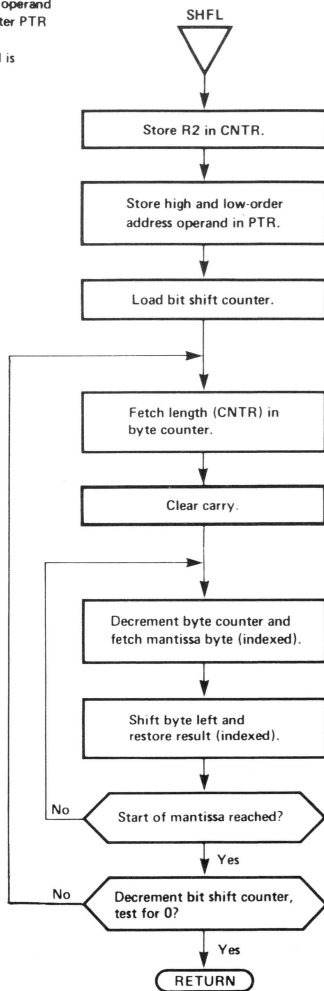 operand
ter PTR
is
SHFL
Store R2 in CNTR.
Store high and low-order
address operand in PTR.
Load bit shift counter.
Fetch length (CNTR) in
byte counter.
Clear carry.
Decrement byte counter and
fetch mantissa byte (indexed).
Shift byte left and
restore result (indexed).
No
Start of mantissa reached?
Yes
No
Decrement bit shift counter,
test for 0?
Yes
RETURN